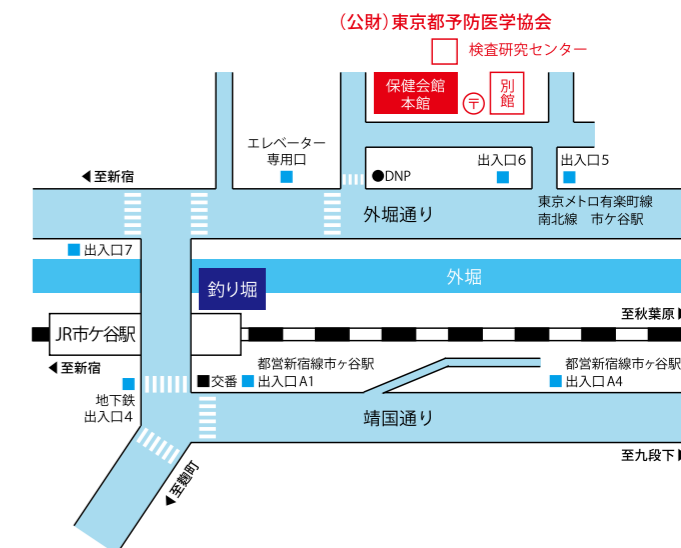 （公財）東京都予防医学協会
検査研究センター
保健会館
本館
〒
別
館
エレベーター
専用口
◀至新宿
●DNP
出入口6
出入口5
東京メトロ有楽町線
南北線　市ケ谷駅
外堀通り
出入口7
外堀
釣り堀
至秋葉原▶
JR市ケ谷駅
◀至新宿
地下鉄
出入口4
交番
都営新宿線市ヶ谷駅
出入口A1
都営新宿線市ヶ谷駅
出入口A4
靖国通り
◀至麹町
至九段下▶